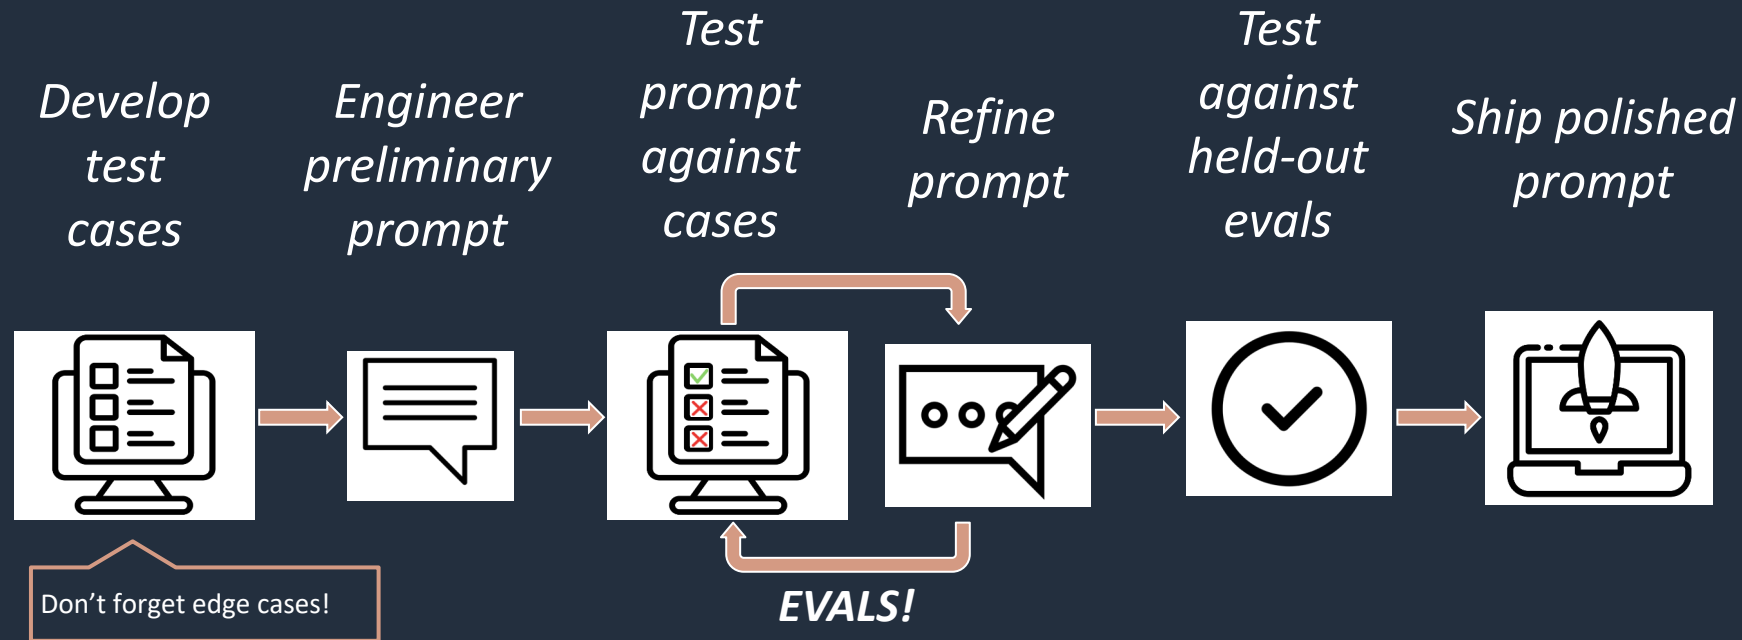 Develop
test
cases
Engineer
preliminary
prompt
Test
prompt
against
cases
Refine
prompt
Test
against
held-out
evals
Ship polished
prompt
Don’t forget edge cases!
EVALS!